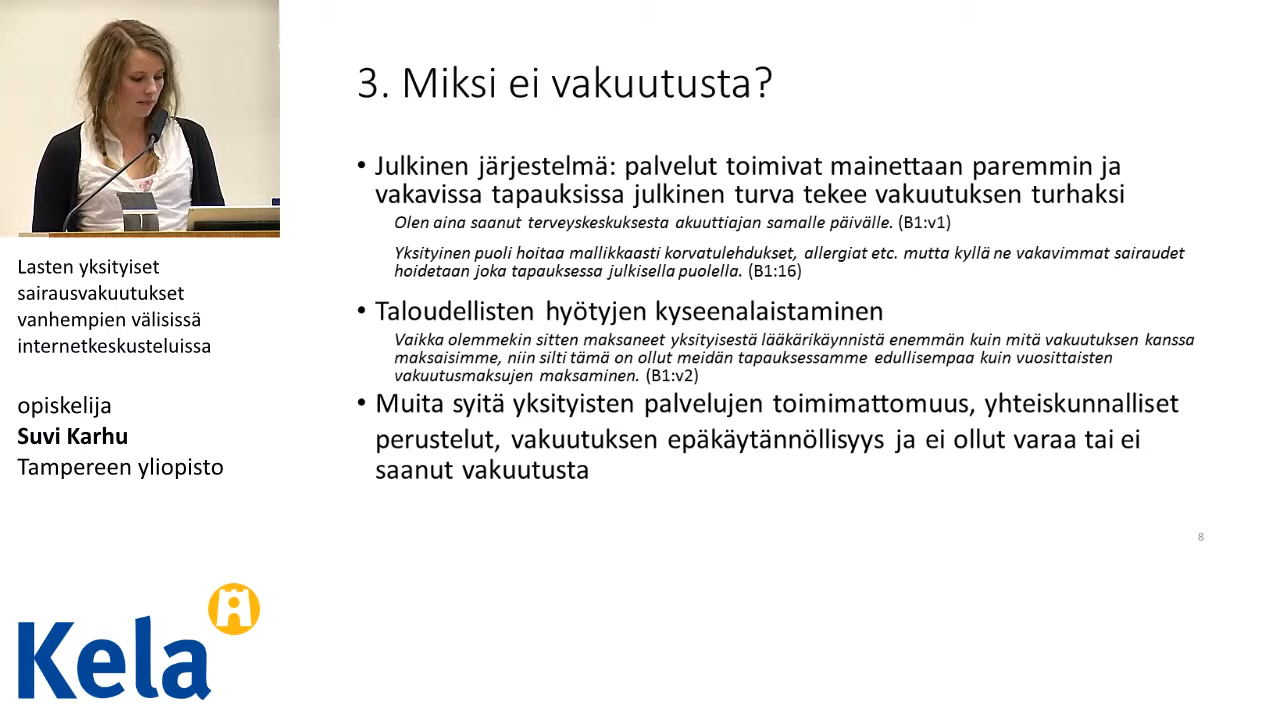 3. Miksi ei vakuutusta?
• Julkinen järjestelmä: palvelut toimivat mainettaan paremmin ja
vakavissa tapauksissa julkinen turva tekee vakuutuksen turhaksi
Olen aina saanut terveyskeskuksesta akuuttiajan samalle päivälle. (B1:v1)
Yksityinen puoli hoitaa mallikkaasti korvatulehdukset, allergiat etc. mutta kyllä ne vakavimmat sairaudet
hoidetaan joka tapauksessa julkisella puolella. (B1:16)
• Taloudellisten hyötyjen kyseenalaistaminen
Vaikka olemmekin sitten maksaneet yksityisestä lääkärikäynnistä enemmän kuin mitä vakuutuksen kanssa
maksaisimme, niin silti tämä on ollut meidän tapauksessamme edullisempaa kuin vuosittaisten
vakuutusmaksujen maksaminen. (B1:v2)
• Muita syitä yksityisten palvelujen toimimattomuus, yhteiskunnalliset
perustelut, vakuutuksen epäkäytännöllisyys ja ei ollut varaa tai ei
saanut vakuutusta
8
Lasten yksityiset
sairausvakuutukset
vanhempien välisissä
internetkeskusteluissa
opiskelija
Suvi Karhu
Tampereen yliopisto
Kela